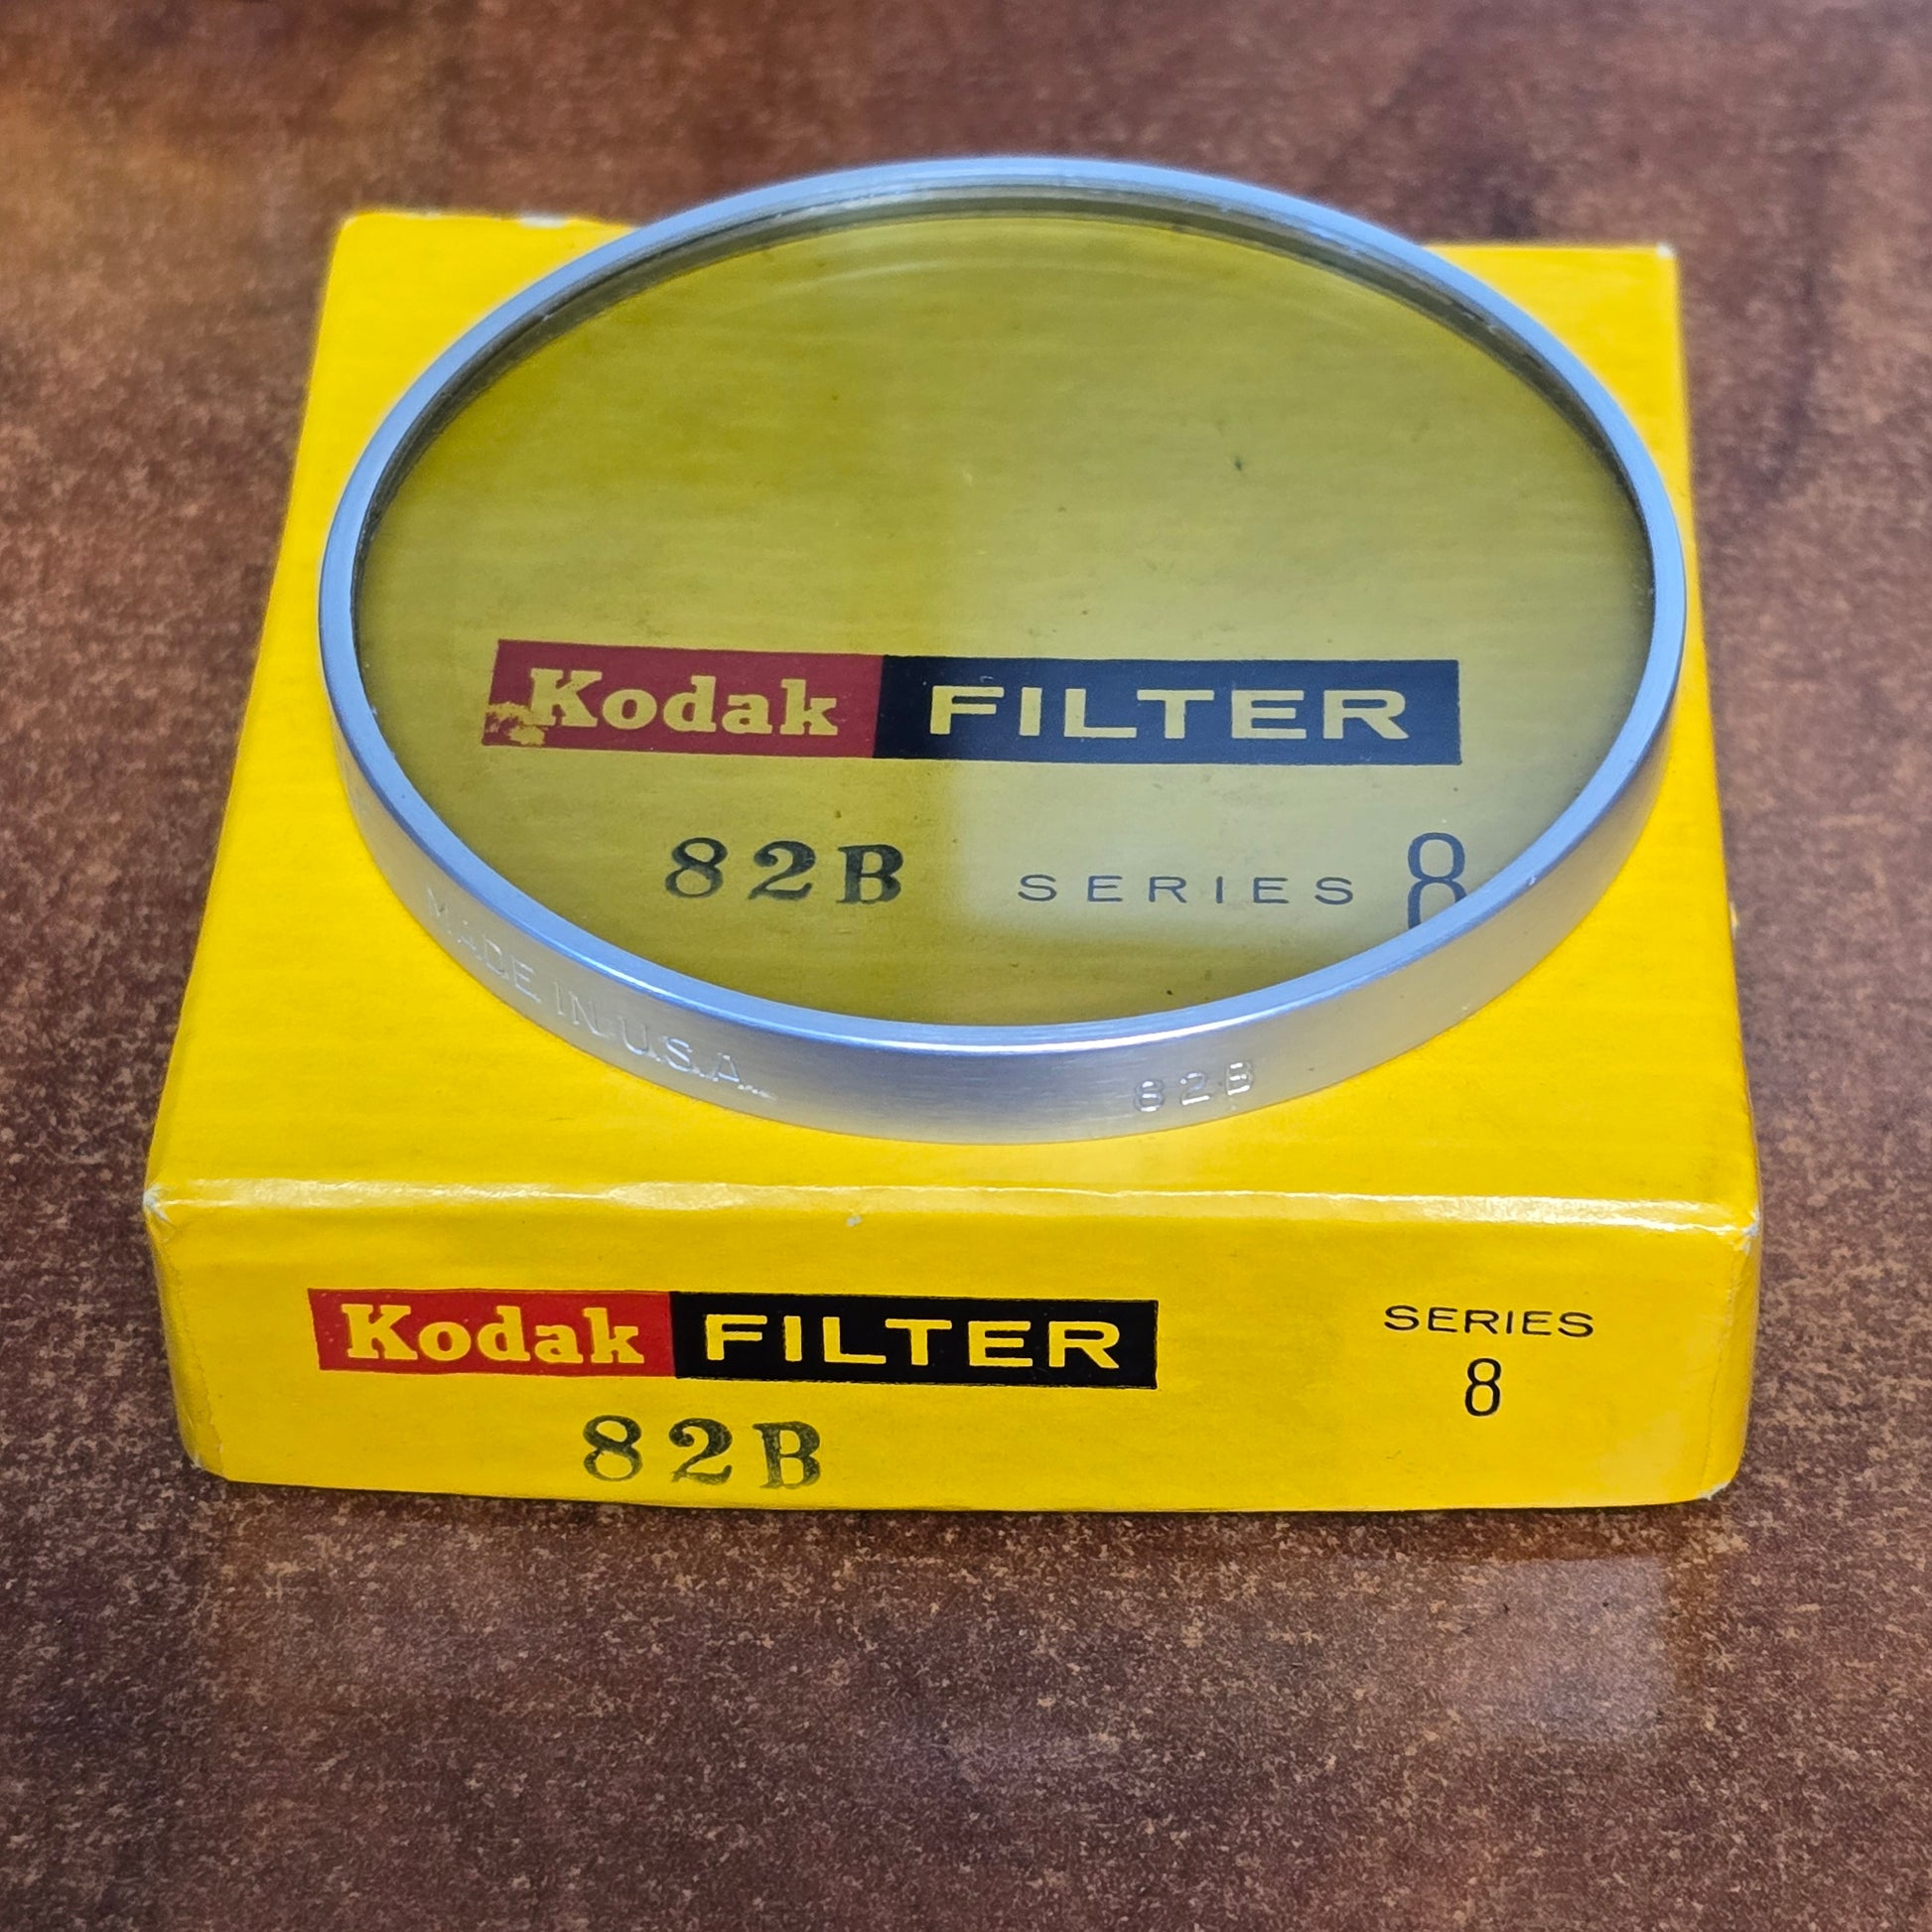 Kodak FILTER
82B SERIES 8
MADE IN U.S.A.
82B
Kodak FILTER
SERIES
8
82B